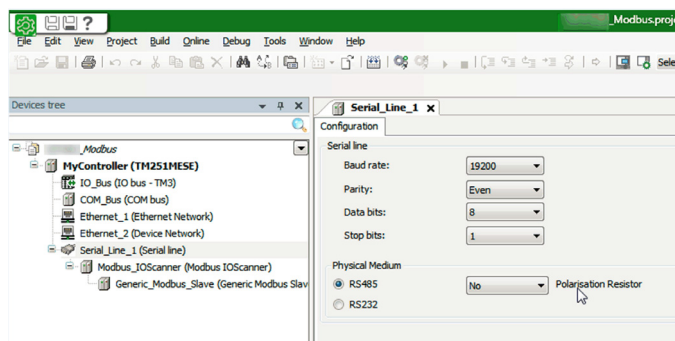 ?
_Modbus.proje
File Edit View Project Build Online Debug Tools Window Help
Sele
Devices tree
Serial_Line_1 x
Configuration
_Modbus
MyController (TM251MESE)
IO_Bus (IO bus - TM3)
COM_Bus (COM bus)
Ethernet_1 (Ethernet Network)
Ethernet_2 (Device Network)
Serial_Line_1 (Serial line)
Modbus_IOScanner (Modbus IOScanner)
Generic_Modbus_Slave (Generic Modbus Slav
Serial line
Baud rate: 19200
Parity: Even
Data bits: 8
Stop bits: 1
Physical Medium
RS485 No Polarisation Resistor
RS232